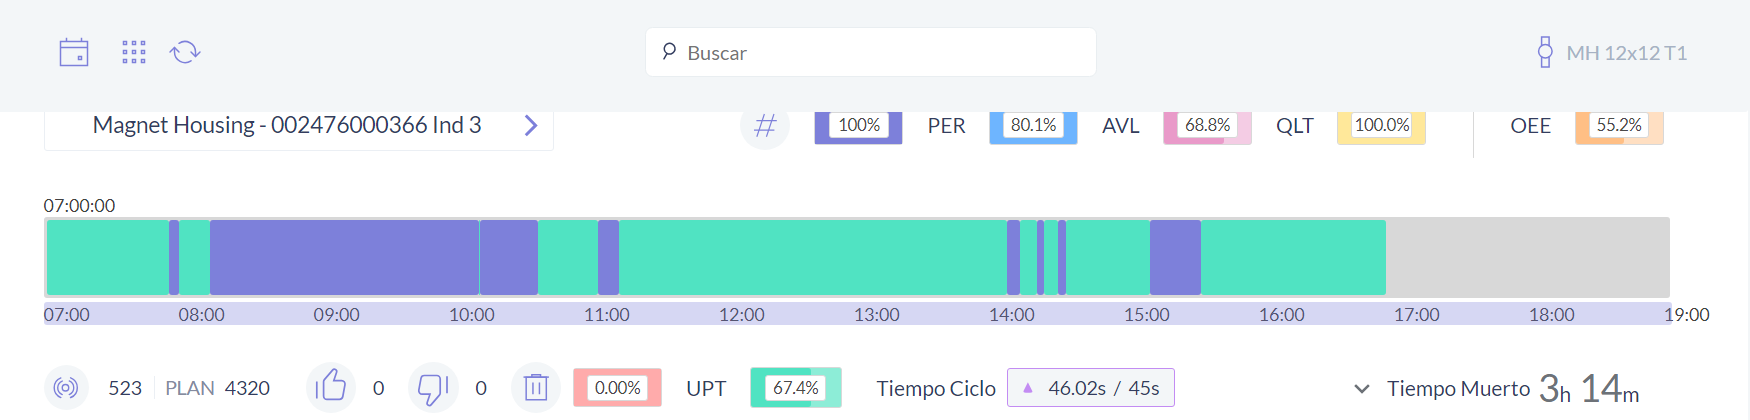 Buscar
MH 12x12 T1
Magnet Housing - 002476000366 Ind 3
# 100% PER 80.1% AVL 68.8% QLT 100.0% OEE 55.2%
07:00:00
07:00 08:00 09:00 10:00 11:00 12:00 13:00 14:00 15:00 16:00 17:00 18:00 19:00
523 PLAN 4320 0 0 0.00% UPT 67.4% Tiempo Ciclo 46.02s / 45s Tiempo Muerto 3h 14m